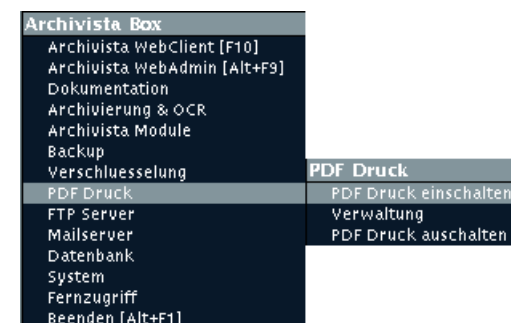 Archivista Box
Archivista WebClient [F10]
Archivista WebAdmin [Alt+F9]
Dokumentation
Archivierung & OCR
Archivista Module
Backup
Verschluesselung
PDF Druck
FTP Server
Mailserver
Datenbank
System
Fernzugriff
Beenden [Alt+F1]
PDF Druck
PDF Druck einschalten
Verwaltung
PDF Druck auschalten